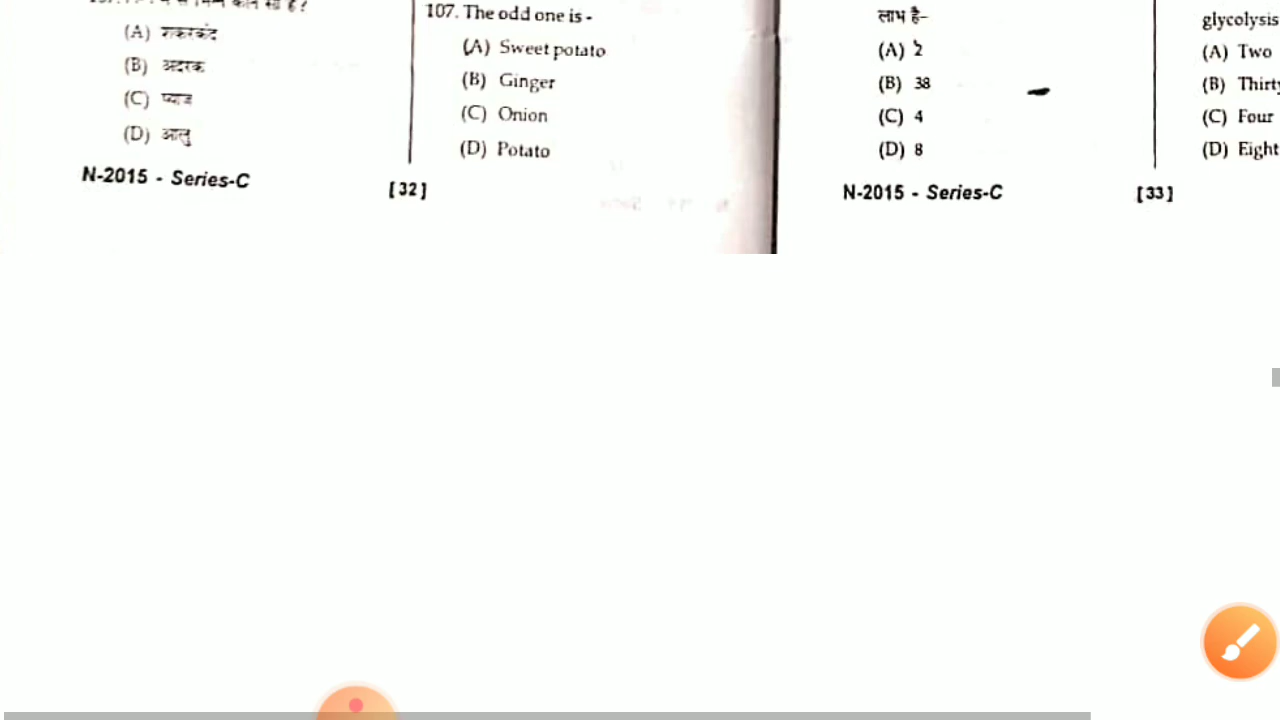 (A) शकरकंद
(B) अदरक
(C) प्याज
(D) आलु
N-2015 - Series-C
[32]
107. The odd one is -
(A) Sweet potato
(B) Ginger
(C) Onion
(D) Potato
लाभ है-
(A) 2
(B) 38
(C) 4
(D) 8
N-2015 - Series-C
[33]
glycolysis
(A) Two
(B) Thirty
(C) Four
(D) Eight